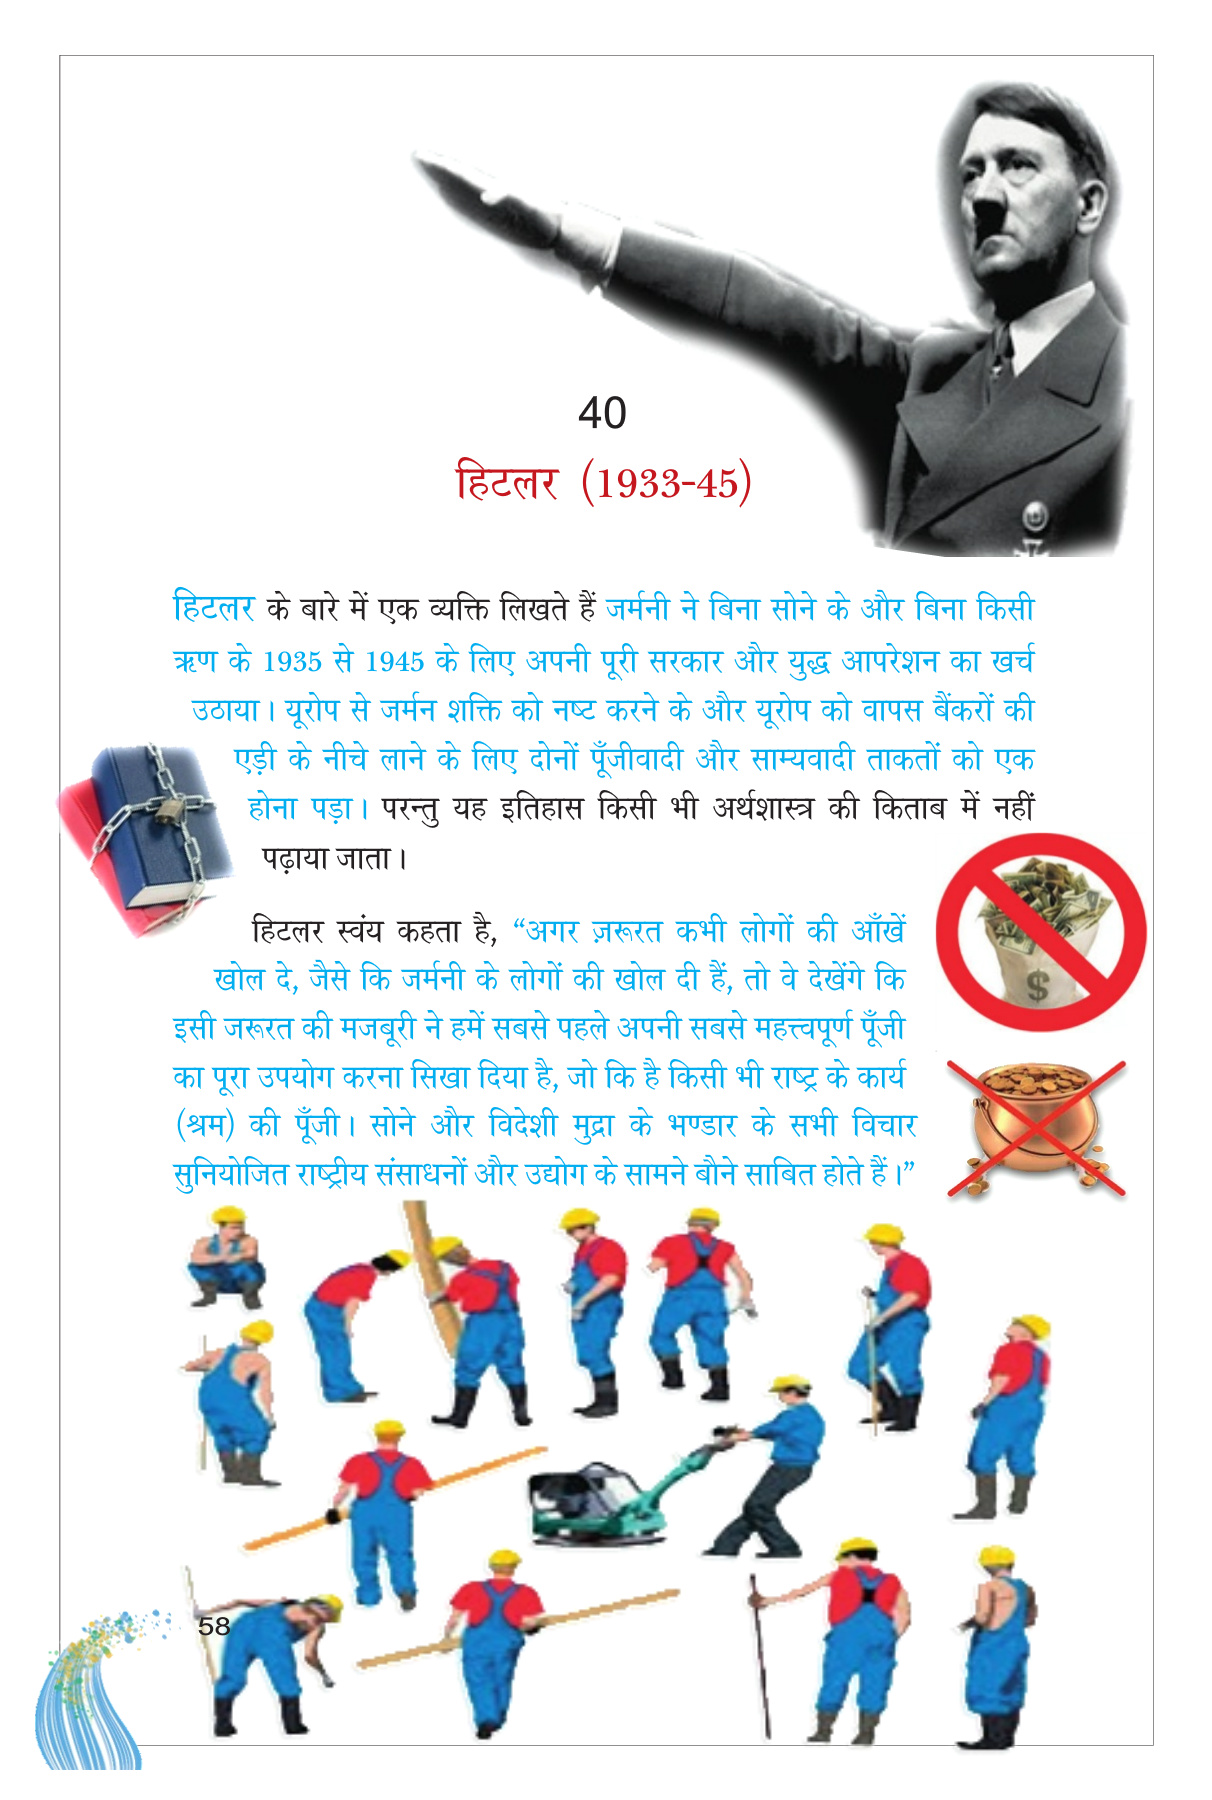 40
हिटलर (1933-45)
हिटलर के बारे में एक व्यक्ति लिखते हैं जर्मनी ने बिना सोने के और बिना किसी
ऋण के 1935 से 1945 के लिए अपनी पूरी सरकार और युद्ध आपरेशन का खर्च
उठाया। यूरोप से जर्मन शक्ति को नष्ट करने के और यूरोप को वापस बैंकरों की
एड़ी के नीचे लाने के लिए दोनों पूँजीवादी और साम्यवादी ताकतों को एक
होना पड़ा। परन्तु यह इतिहास किसी भी अर्थशास्त्र की किताब में नहीं
पढ़ाया जाता।
हिटलर स्वंय कहता है, “अगर ज़रूरत कभी लोगों की आँखें
खोल दे, जैसे कि जर्मनी के लोगों की खोल दी हैं, तो वे देखेंगे कि
इसी जरूरत की मजबूरी ने हमें सबसे पहले अपनी सबसे महत्त्वपूर्ण पूँजी
का पूरा उपयोग करना सिखा दिया है, जो कि है किसी भी राष्ट्र के कार्य
(श्रम) की पूँजी। सोने और विदेशी मुद्रा के भण्डार के सभी विचार
सुनियोजित राष्ट्रीय संसाधनों और उद्योग के सामने बौने साबित होते हैं।”
$
58